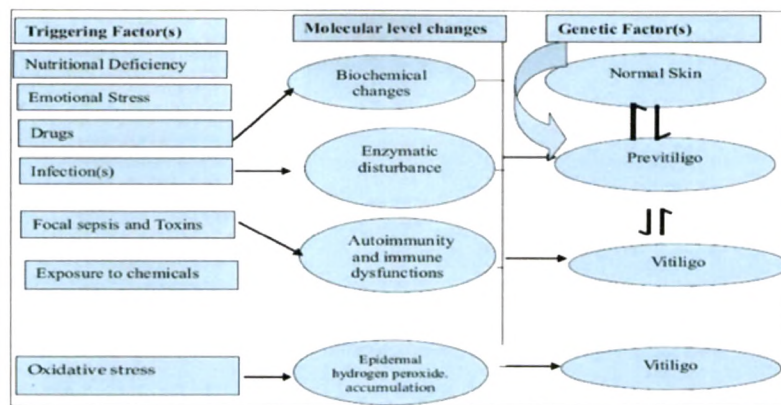 Triggering Factor(s)
Nutritional Deficiency
Emotional Stress
Drugs
Infection(s)
Focal sepsis and Toxins
Exposure to chemicals
Oxidative stress
Molecular level changes
Biochemical
changes
Enzymatic
disturbance
Autoimmunity
and immune
dysfunctions
Epidermal
hydrogen peroxide.
accumulation
Genetic Factor(s)
Normal Skin
Previtiligo
Vitiligo
Vitiligo